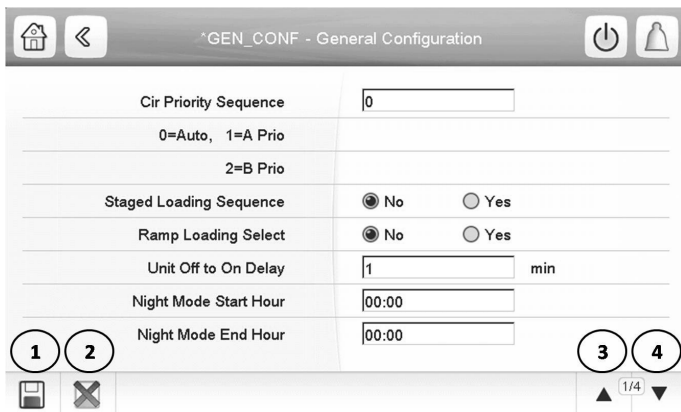 *GEN_CONF - General Configuration
Cir Priority Sequence 0
0=Auto, 1=A Prio
2=B Prio
Staged Loading Sequence No Yes
Ramp Loading Select No Yes
Unit Off to On Delay 1 min
Night Mode Start Hour 00:00
Night Mode End Hour 00:00
1 2 3 4
1/4